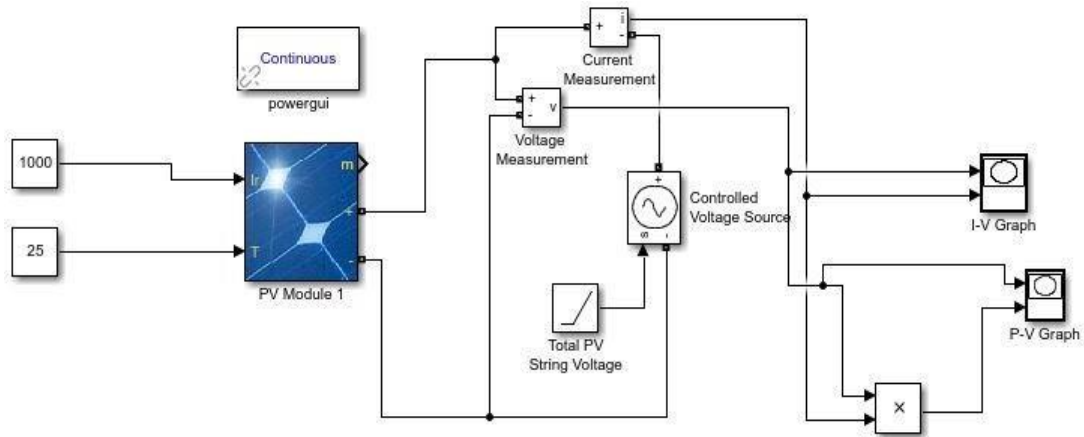 Continuous
powergui
1000
25
Ir
T
m
+
-
PV Module 1
+
i
-
Current
Measurement
+
-
v
Voltage
Measurement
+
s
-
Controlled
Voltage Source
Total PV
String Voltage
I-V Graph
P-V Graph
×